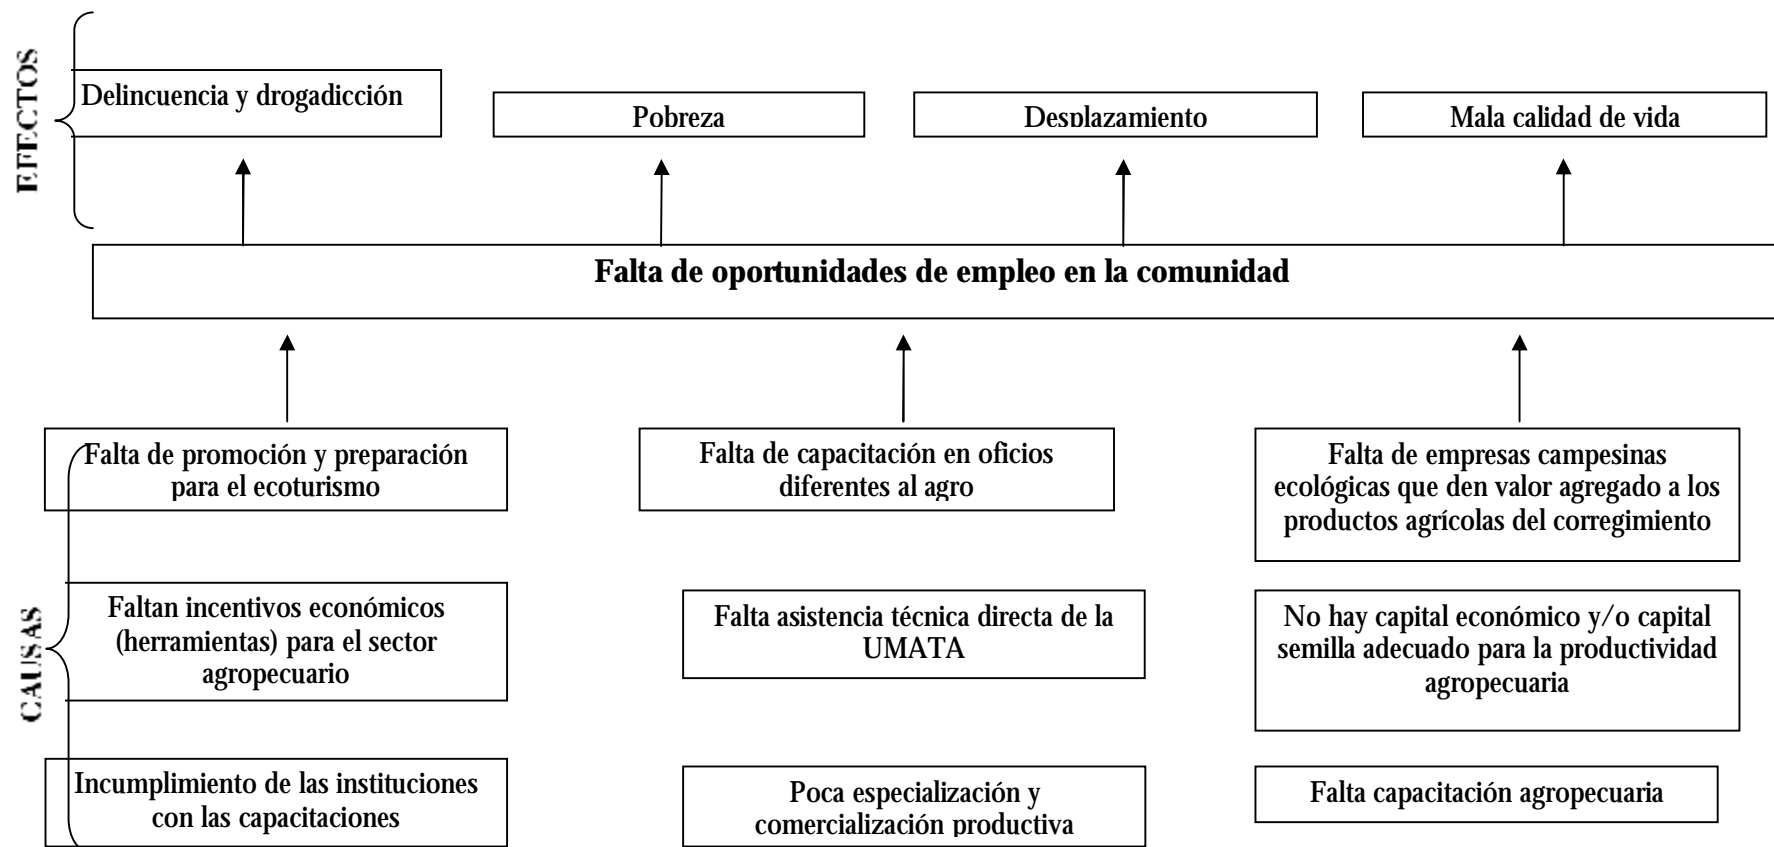 EFECTOS
Delincuencia y drogadicción
Pobreza
Desplazamiento
Mala calidad de vida
Falta de oportunidades de empleo en la comunidad
CAUSAS
Falta de promoción y preparación
para el ecoturismo
Falta de capacitación en oficios
diferentes al agro
Falta de empresas campesinas
ecológicas que den valor agregado a los
productos agrícolas del corregimiento
Faltan incentivos económicos
(herramientas) para el sector
agropecuario
Falta asistencia técnica directa de la
UMATA
No hay capital económico y/o capital
semilla adecuado para la productividad
agropecuaria
Incumplimiento de las instituciones
con las capacitaciones
Poca especialización y
comercialización productiva
Falta capacitación agropecuaria